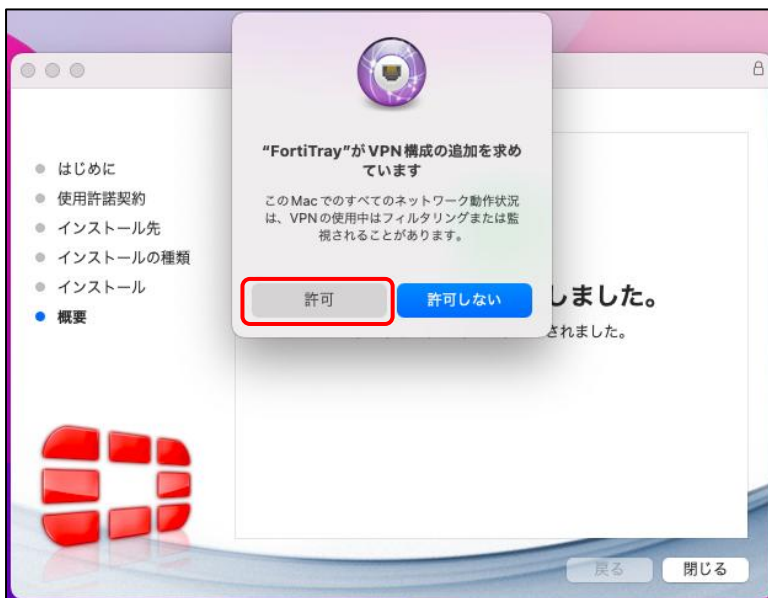 “FortiTray”がVPN構成の追加を求め
ています
このMacでのすべてのネットワーク動作状況
は、VPNの使用中はフィルタリングまたは監
視されることがあります。
許可
許可しない
はじめに
使用許諾契約
インストール先
インストールの種類
インストール
概要
しました。
されました。
戻る
閉じる